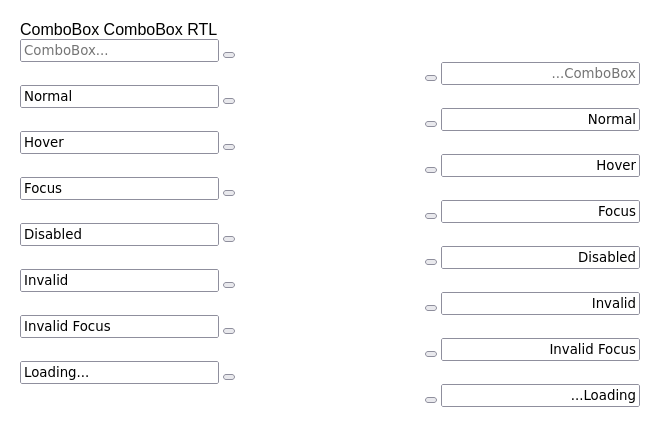 ComboBox ComboBox RTL
ComboBox...
Normal
Hover
Focus
Disabled
Invalid
Invalid Focus
Loading...
...ComboBox
Normal
Hover
Focus
Disabled
Invalid
Invalid Focus
...Loading